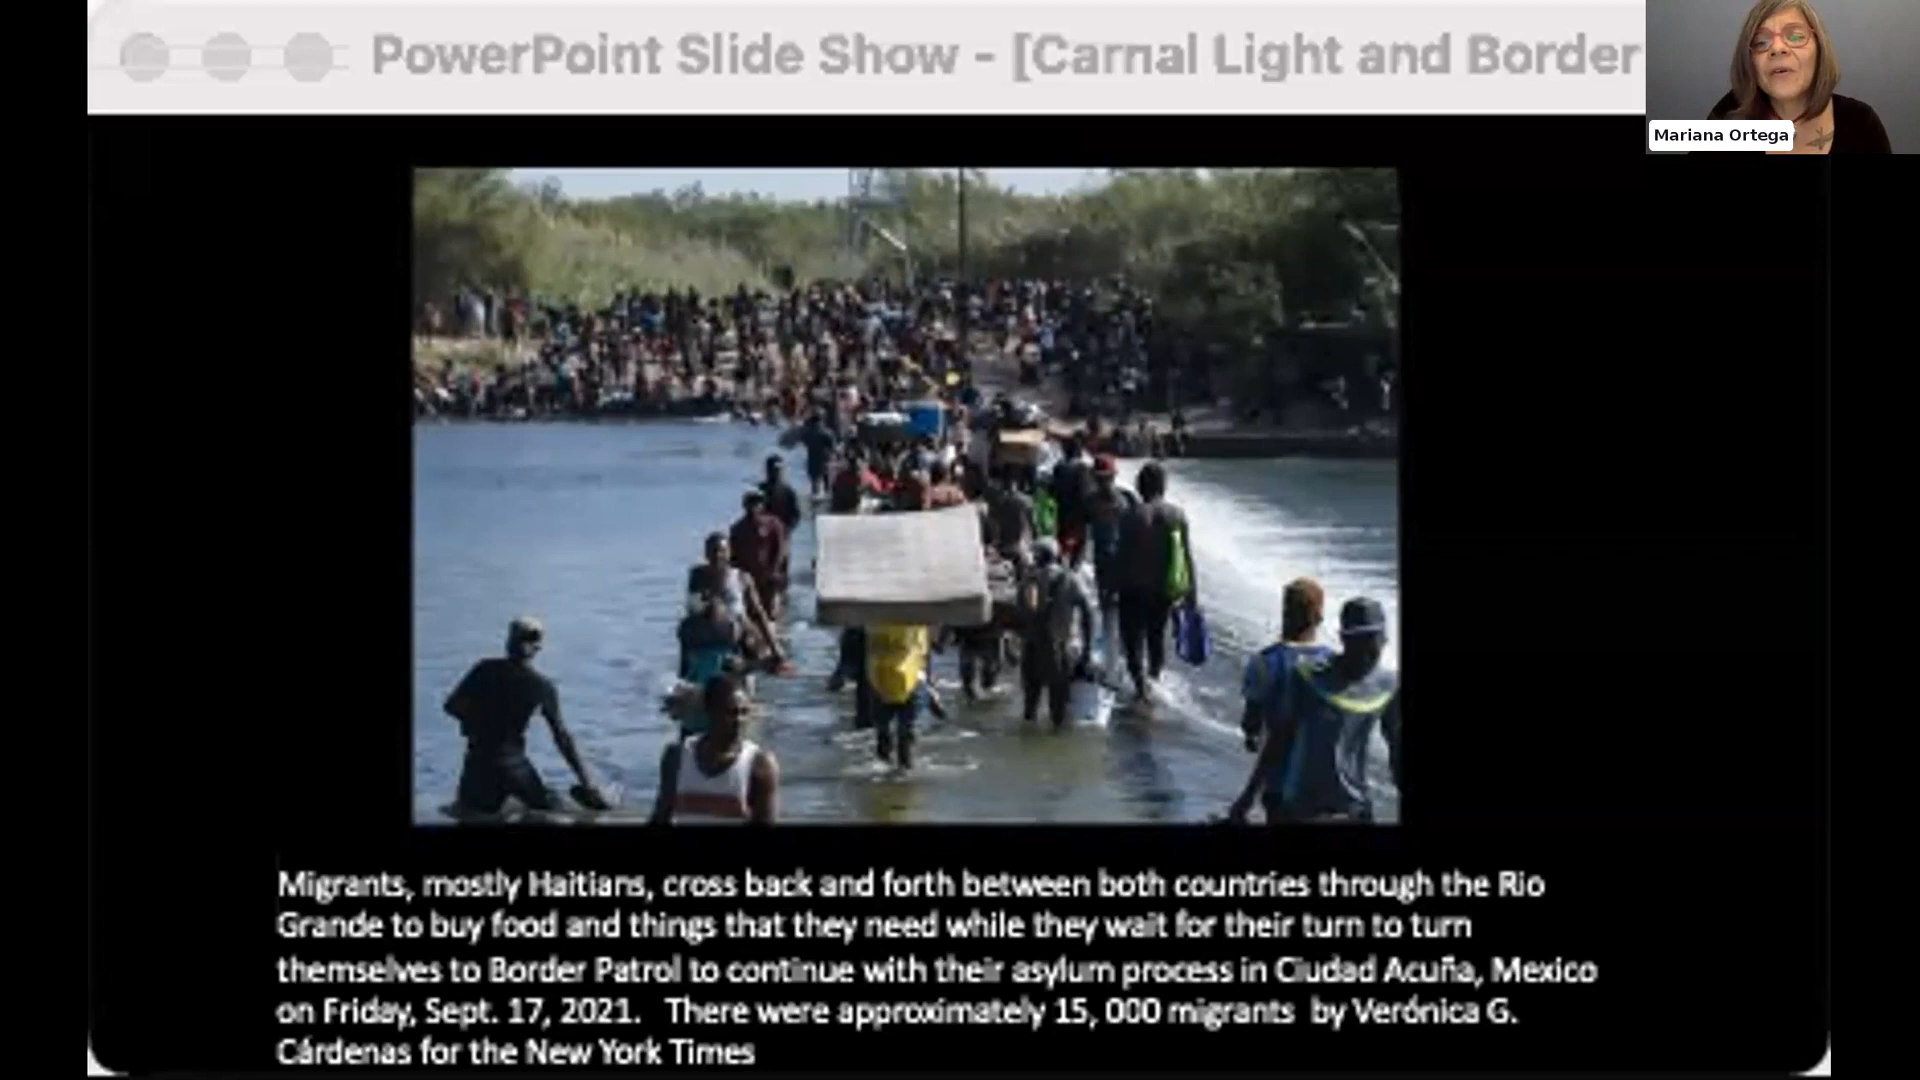 PowerPoint Slide Show - [Carnal Light and Border
Mariana Ortega
Migrants, mostly Haitians, cross back and forth between both countries through the Rio
Grande to buy food and things that they need while they wait for their turn to turn
themselves to Border Patrol to continue with their asylum process in Ciudad Acuña, Mexico
on Friday, Sept. 17, 2021.   There were approximately 15, 000 migrants  by Verónica G.
Cárdenas for the New York Times